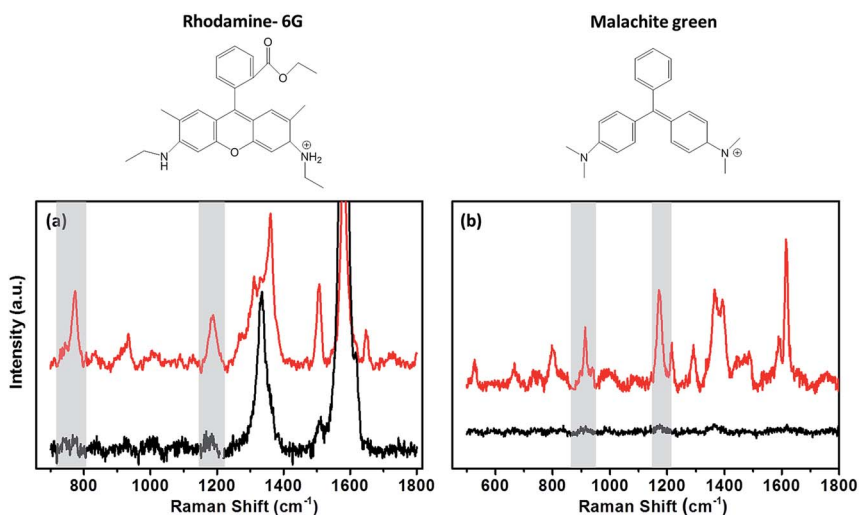 Rhodamine- 6G
Malachite green
O
O
N
H
O
NH₂
⊕
N
N
⊕
(a)
(b)
Intensity (a.u.)
800 1000 1200 1400 1600 1800
Raman Shift (cm⁻¹)
600 800 1000 1200 1400 1600 1800
Raman Shift (cm⁻¹)